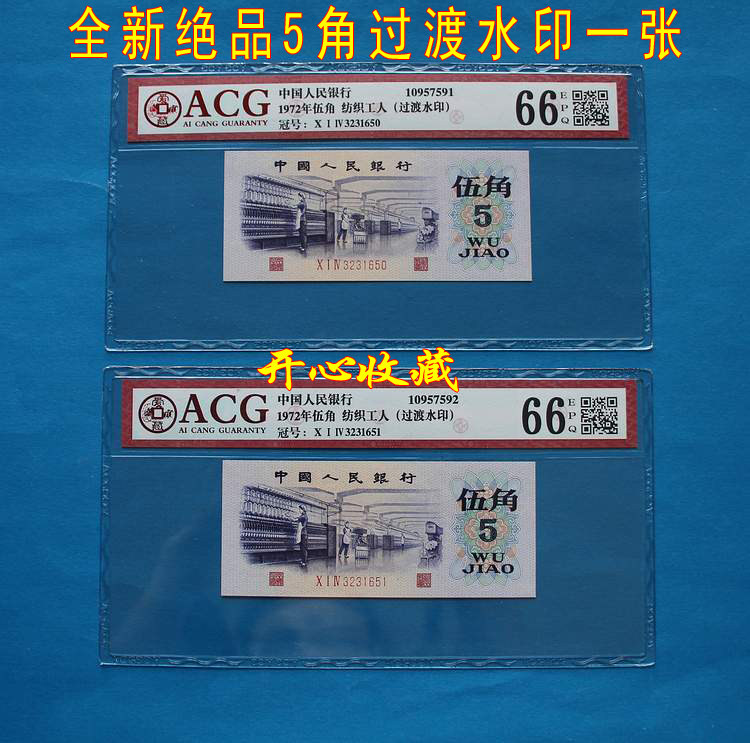 全新绝品5角过渡水印一张
ACG
AI CANG GUARANTY
中国人民银行 10957591
1972年伍角 纺织工人（过渡水印）
冠号：X I IV 3231650
66 EPQ
中國人民銀行
伍角
5
WU
JIAO
X I IV 3231650
开心收藏
ACG
AI CANG GUARANTY
中国人民银行 10957592
1972年伍角 纺织工人（过渡水印）
冠号：X I IV 3231651
66 EPQ
中國人民銀行
伍角
5
WU
JIAO
X I IV 3231651